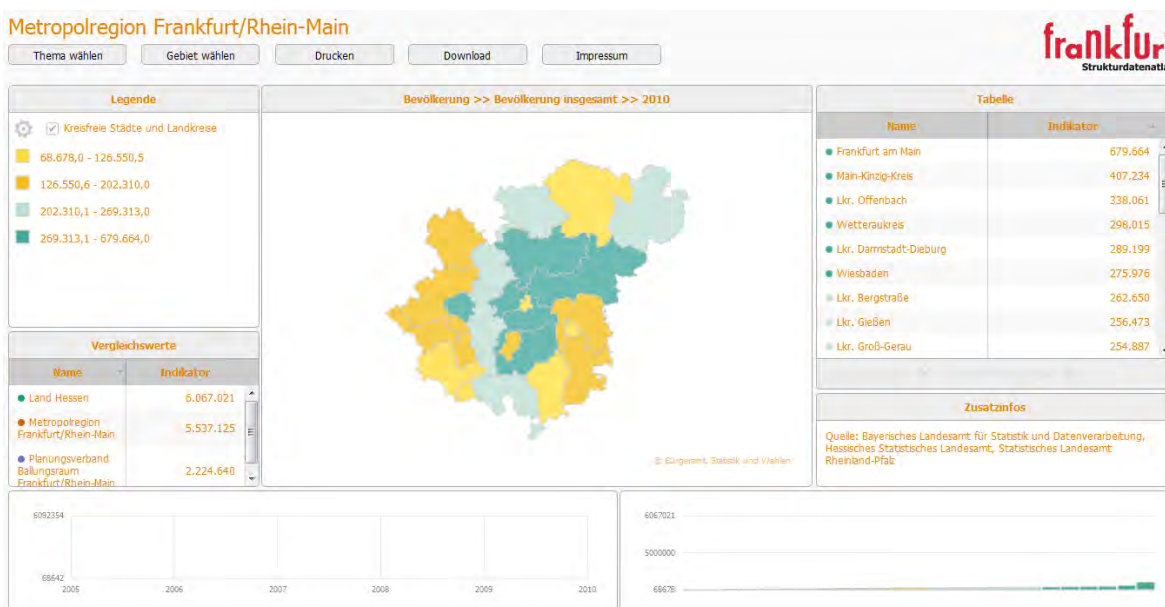 Metropolregion Frankfurt/Rhein-Main
Thema wählen
Gebiet wählen
Drucken
Download
Impressum
frankfur
Strukturdatenatla
Legende
Kreisfreie Städte und Landkreise
68.678,0 - 126.550,5
126.550,6 - 202.310,0
202.310,1 - 269.313,0
269.313,1 - 679.664,0
Vergleichswerte
Name Indikator
Land Hessen 6.067.021
Metropolregion
Frankfurt/Rhein-Main 5.537.125
Planungsverband
Ballungsraum 2.224.640
Frankfurt/Rhein-Main
Bevölkerung >> Bevölkerung insgesamt >> 2010
© Bürgeramt, Statistik und Wahlen
Tabelle
Name Indikator
Frankfurt am Main 679.664
Main-Kinzig-Kreis 407.234
Lkr. Offenbach 338.061
Wetteraukreis 298.015
Lkr. Darmstadt-Dieburg 289.199
Wiesbaden 275.976
Lkr. Bergstraße 262.650
Lkr. Gießen 256.473
Lkr. Groß-Gerau 254.887
Zusatzinfos
Quelle: Bayerisches Landesamt für Statistik und Datenverarbeitung,
Hessisches Statistisches Landesamt, Statistisches Landesamt
Rheinland-Pfalz
6092354
68642
2005 2006 2007 2008 2009 2010
6067021
5000000
68678